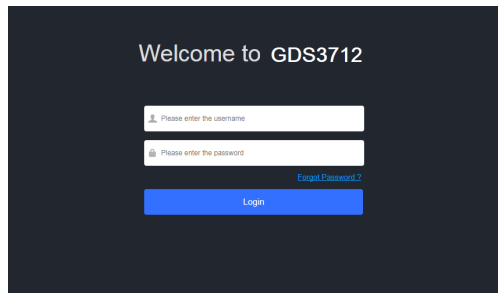 Welcome to GDS3712
Please enter the username
Please enter the password
Forgot Password ?
Login